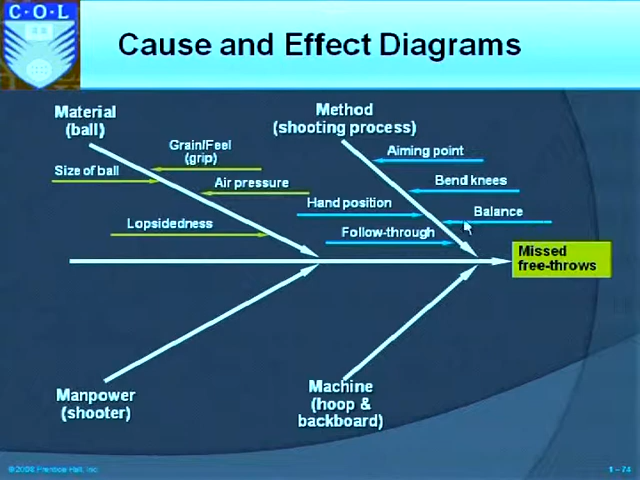 C·O·L
Cause and Effect Diagrams
Material
(ball)
Method
(shooting process)
Grain/Feel
(grip)
Size of ball
Air pressure
Lopsidedness
Aiming point
Bend knees
Hand position
Balance
Follow-through
Missed
free-throws
Manpower
(shooter)
Machine
(hoop &
backboard)
© 2008 Prentice Hall, Inc.
1 – 74